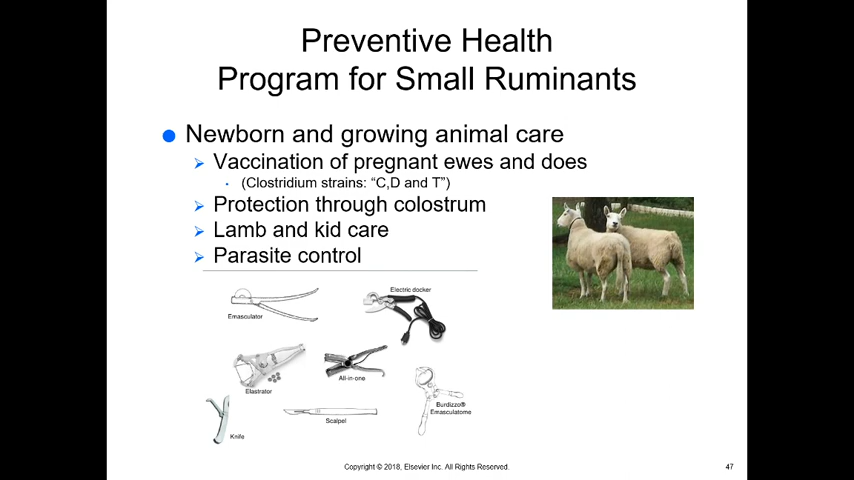 Preventive Health
Program for Small Ruminants
Newborn and growing animal care
Vaccination of pregnant ewes and does
(Clostridium strains: “C,D and T”)
Protection through colostrum
Lamb and kid care
Parasite control
Emasculator
Electric docker
Elastrator
All-in-one
Burdizzo®
Emasculatome
Knife
Scalpel
Copyright © 2018, Elsevier Inc. All Rights Reserved.
47